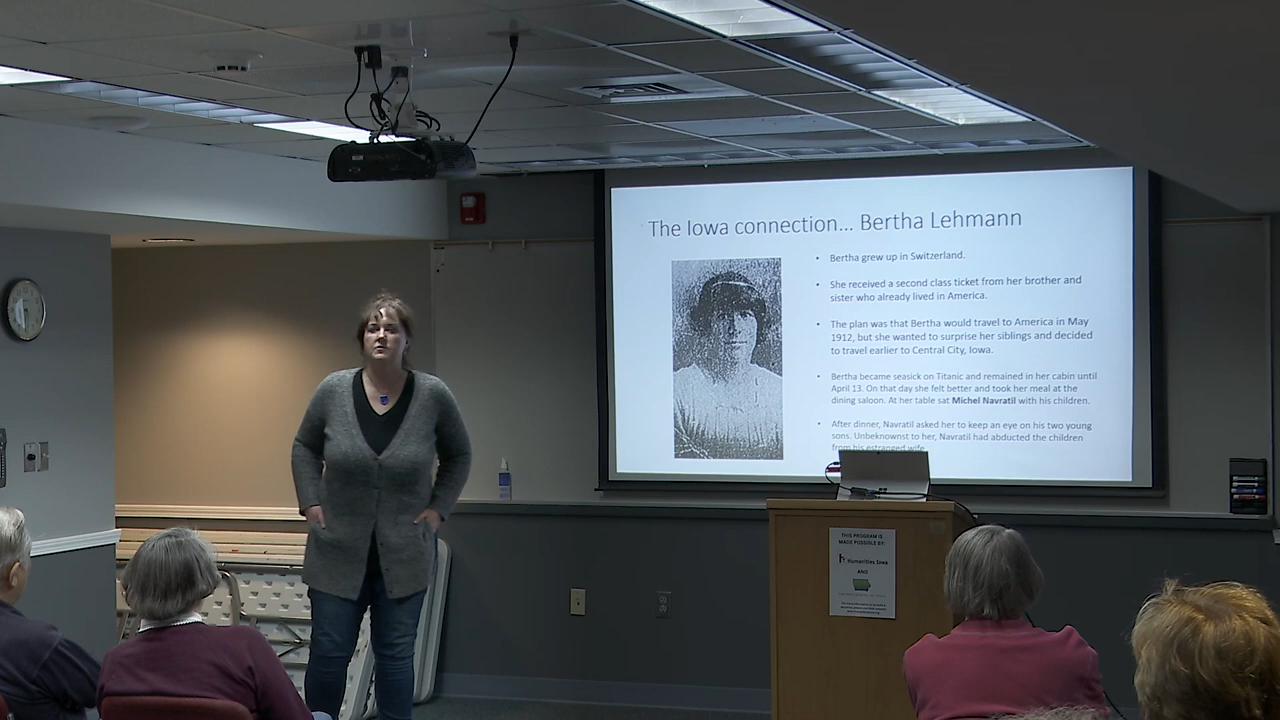 The Iowa connection... Bertha Lehmann
• Bertha grew up in Switzerland.
• She received a second class ticket from her brother and
sister who already lived in America.
• The plan was that Bertha would travel to America in May
1912, but she wanted to surprise her siblings and decided
to travel earlier to Central City, Iowa.
• Bertha became seasick on Titanic and remained in her cabin until
April 13. On that day she felt better and took her meal at the
dining saloon. At her table sat Michel Navratil with his children.
• After dinner, Navratil asked her to keep an eye on his two young
sons. Unbeknownst to her, Navratil had abducted the children
from his estranged wife.
THIS PROGRAM IS
MADE POSSIBLE BY:
Humanities Iowa
AND